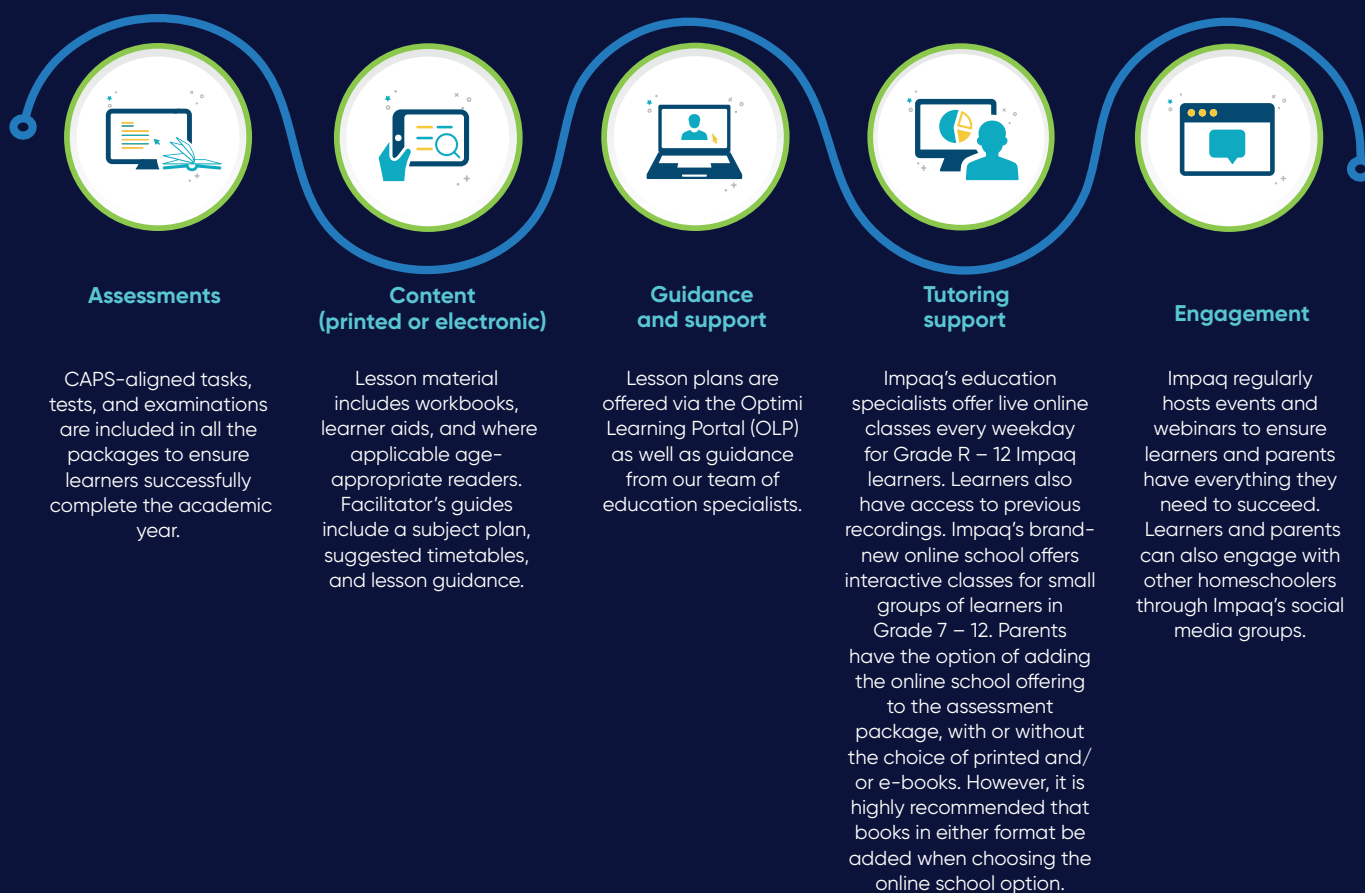 Assessments
CAPS-aligned tasks,
tests, and examinations
are included in all the
packages to ensure
learners successfully
complete the academic
year.
Content
(printed or electronic)
Lesson material
includes workbooks,
learner aids, and where
applicable age-
appropriate readers.
Facilitator's guides
include a subject plan,
suggested timetables,
and lesson guidance.
Guidance
and support
Lesson plans are
offered via the Optimi
Learning Portal (OLP)
as well as guidance
from our team of
education specialists.
Tutoring
support
Impaq's education
specialists offer live online
classes every weekday
for Grade R – 12 Impaq
learners. Learners also
have access to previous
recordings. Impaq's brand-
new online school offers
interactive classes for small
groups of learners in
Grade 7 – 12. Parents
have the option of adding
the online school offering
to the assessment
package, with or without
the choice of printed and/
or e-books. However, it is
highly recommended that
books in either format be
added when choosing the
online school option.
Engagement
Impaq regularly
hosts events and
webinars to ensure
learners and parents
have everything they
need to succeed.
Learners and parents
can also engage with
other homeschoolers
through Impaq's social
media groups.